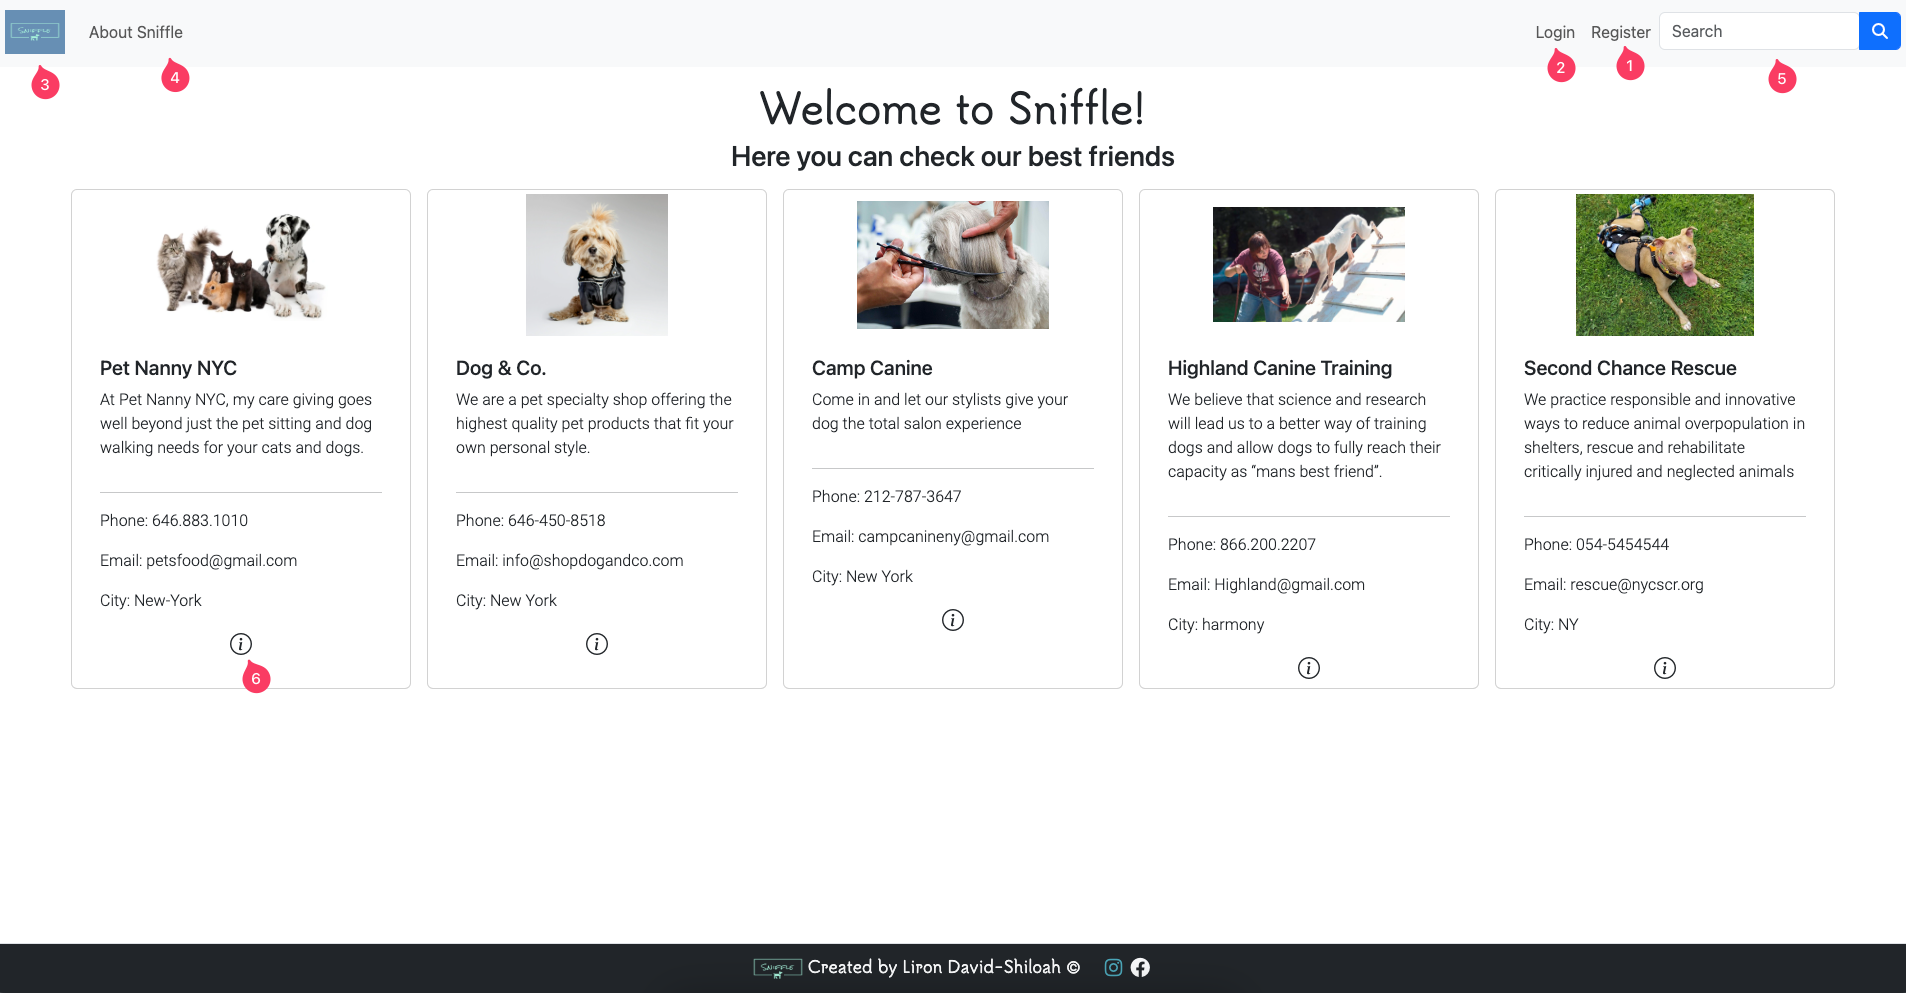 SNIFFLE
About Sniffle
Login
Register
Search
3
4
2
1
5
Welcome to Sniffle!
Here you can check our best friends
Pet Nanny NYC
At Pet Nanny NYC, my care giving goes
well beyond just the pet sitting and dog
walking needs for your cats and dogs.
Phone: 646.883.1010
Email: petsfood@gmail.com
City: New-York
i
6
Dog & Co.
We are a pet specialty shop offering the
highest quality pet products that fit your
own personal style.
Phone: 646-450-8518
Email: info@shopdogandco.com
City: New York
i
Camp Canine
Come in and let our stylists give your
dog the total salon experience
Phone: 212-787-3647
Email: campcanineny@gmail.com
City: New York
i
Highland Canine Training
We believe that science and research
will lead us to a better way of training
dogs and allow dogs to fully reach their
capacity as “mans best friend”.
Phone: 866.200.2207
Email: Highland@gmail.com
City: harmony
i
Second Chance Rescue
We practice responsible and innovative
ways to reduce animal overpopulation in
shelters, rescue and rehabilitate
critically injured and neglected animals
Phone: 054-5454544
Email: rescue@nycscr.org
City: NY
i
SNIFFLE Created by Liron David-Shiloah ©